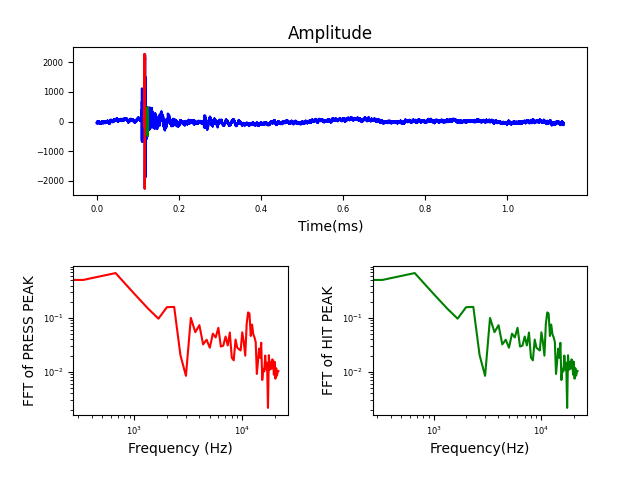 Amplitude
2000
1000
0
−1000
−2000
0.0 0.2 0.4 0.6 0.8 1.0
Time(ms)
FFT of PRESS PEAK
10⁻¹
10⁻²
10³ 10⁴
Frequency (Hz)
FFT of HIT PEAK
10⁻¹
10⁻²
10³ 10⁴
Frequency(Hz)